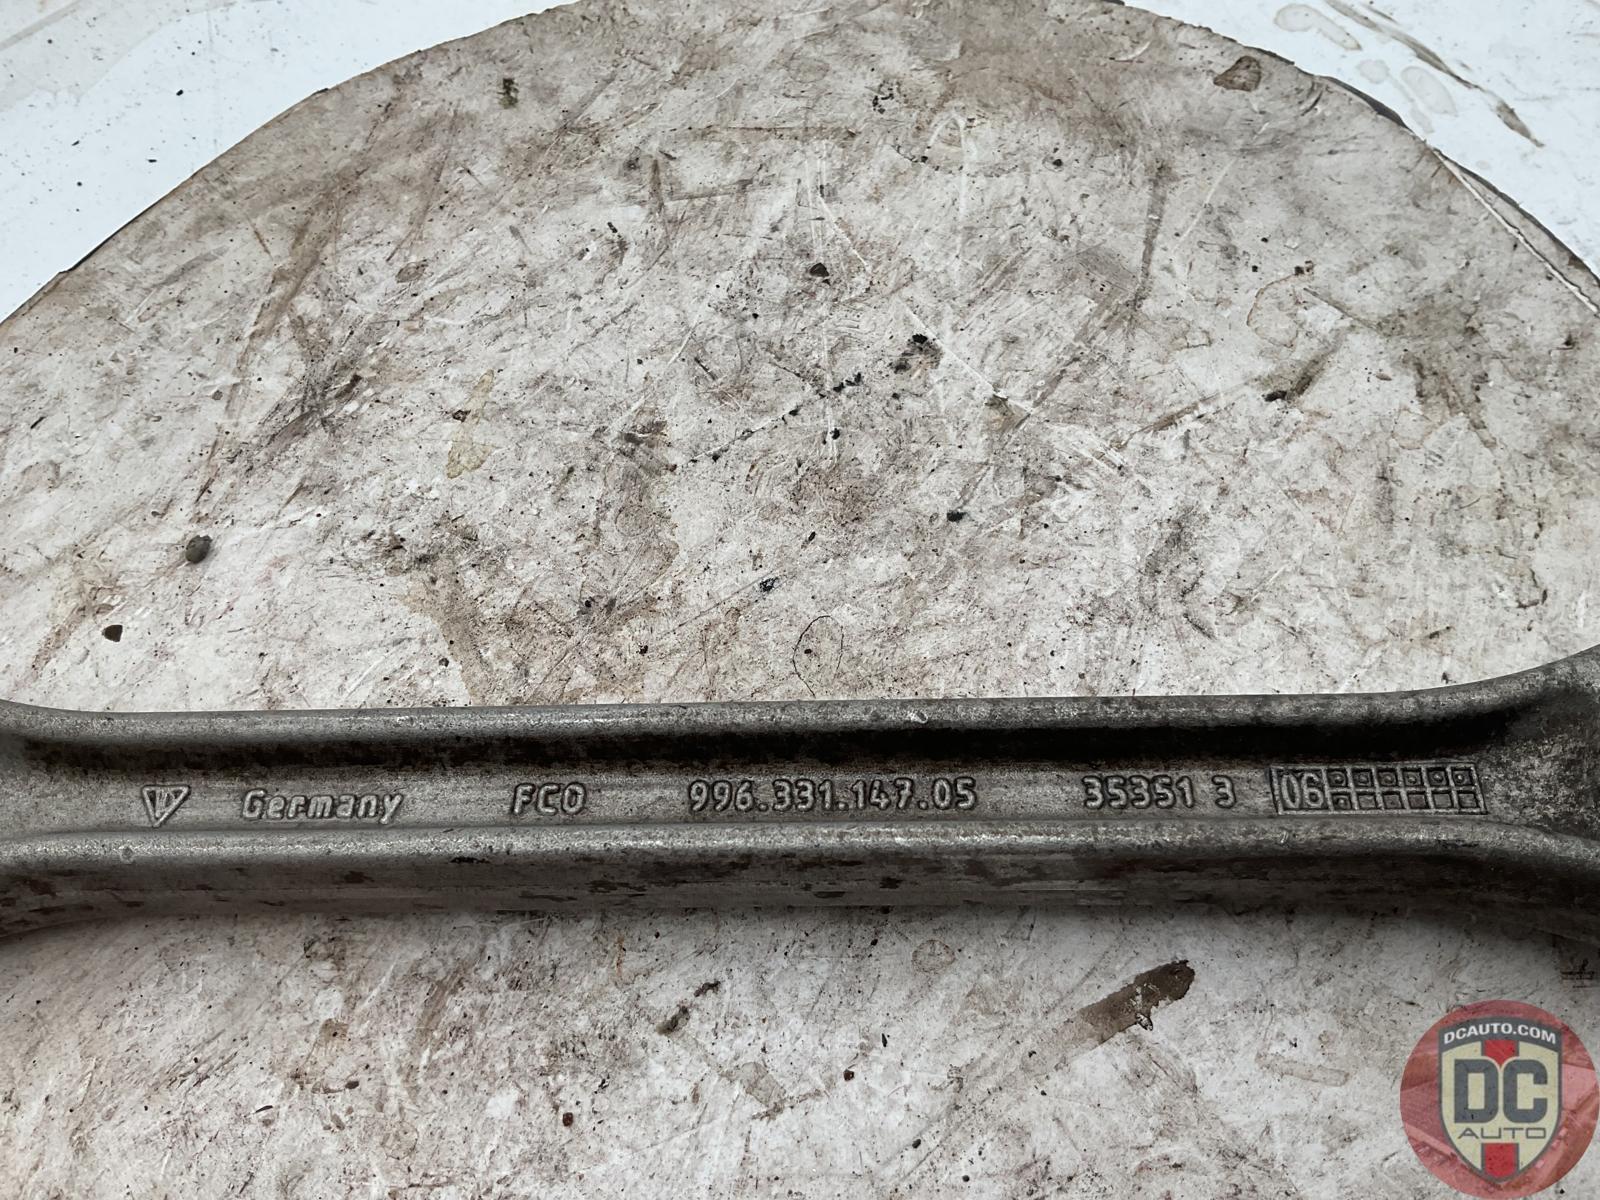 Germany FCO 996.331.147.05 35351 3 06
DCAUTO.COM
DC
AUTO